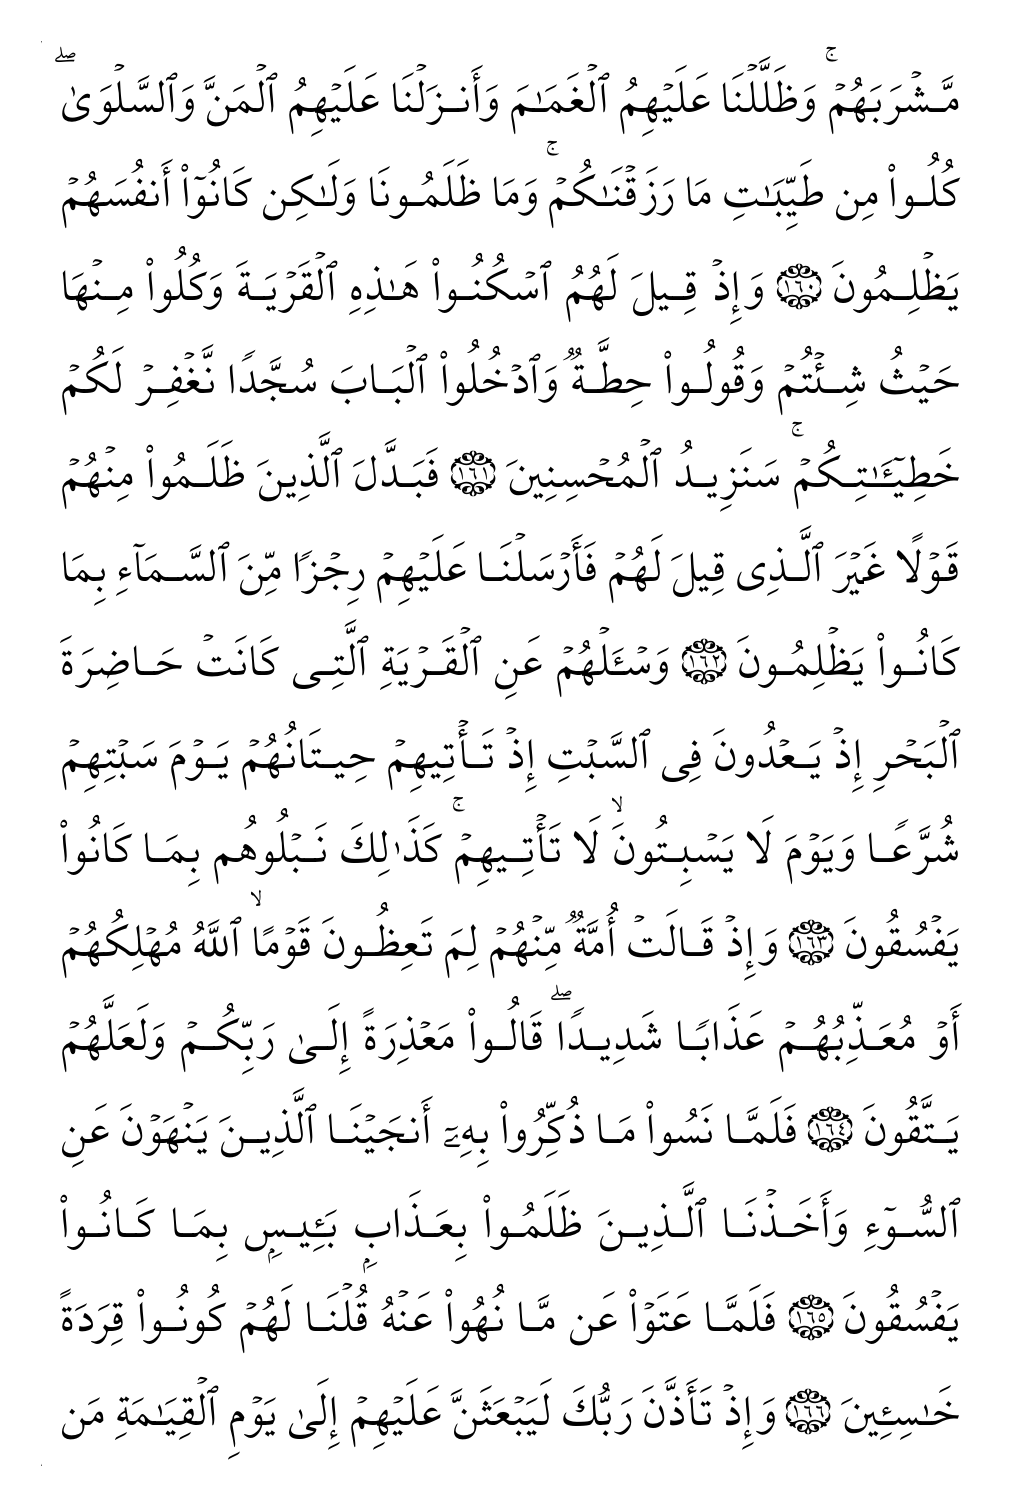 مَّشۡرَبَهُمۡۚ وَظَلَّلۡنَا عَلَيۡهِمُ ٱلۡغَمَٰمَ وَأَنزَلۡنَا عَلَيۡهِمُ ٱلۡمَنَّ وَٱلسَّلۡوَىٰۖ
كُلُواْ مِن طَيِّبَٰتِ مَا رَزَقۡنَٰكُمۡۚ وَمَا ظَلَمُونَا وَلَٰكِن كَانُوٓاْ أَنفُسَهُمۡ
يَظۡلِمُونَ ١٦٠ وَإِذۡ قِيلَ لَهُمُ ٱسۡكُنُواْ هَٰذِهِ ٱلۡقَرۡيَةَ وَكُلُواْ مِنۡهَا
حَيۡثُ شِئۡتُمۡ وَقُولُواْ حِطَّةٞ وَٱدۡخُلُواْ ٱلۡبَابَ سُجَّدٗا نَّغۡفِرۡ لَكُمۡ
خَطِيٓـَٰٔتِكُمۡۚ سَنَزِيدُ ٱلۡمُحۡسِنِينَ ١٦١ فَبَدَّلَ ٱلَّذِينَ ظَلَمُواْ مِنۡهُمۡ
قَوۡلًا غَيۡرَ ٱلَّذِي قِيلَ لَهُمۡ فَأَرۡسَلۡنَا عَلَيۡهِمۡ رِجۡزٗا مِّنَ ٱلسَّمَآءِ بِمَا
كَانُواْ يَظۡلِمُونَ ١٦٢ وَسۡـَٔلۡهُمۡ عَنِ ٱلۡقَرۡيَةِ ٱلَّتِي كَانَتۡ حَاضِرَةَ
ٱلۡبَحۡرِ إِذۡ يَعۡدُونَ فِي ٱلسَّبۡتِ إِذۡ تَأۡتِيهِمۡ حِيتَانُهُمۡ يَوۡمَ سَبۡتِهِمۡ
شُرَّعٗا وَيَوۡمَ لَا يَسۡبِتُونَۙ لَا تَأۡتِيهِمۡۚ كَذَٰلِكَ نَبۡلُوهُم بِمَا كَانُواْ
يَفۡسُقُونَ ١٦٣ وَإِذۡ قَالَتۡ أُمَّةٞ مِّنۡهُمۡ لِمَ تَعِظُونَ قَوۡمًاۙ ٱللَّهُ مُهۡلِكُهُمۡ
أَوۡ مُعَذِّبُهُمۡ عَذَابٗا شَدِيدٗاۖ قَالُواْ مَعۡذِرَةً إِلَىٰ رَبِّكُمۡ وَلَعَلَّهُمۡ
يَتَّقُونَ ١٦٤ فَلَمَّا نَسُواْ مَا ذُكِّرُواْ بِهِۦٓ أَنجَيۡنَا ٱلَّذِينَ يَنۡهَوۡنَ عَنِ
ٱلسُّوٓءِ وَأَخَذۡنَا ٱلَّذِينَ ظَلَمُواْ بِعَذَابِۭ بَـِٔيسِۭ بِمَا كَانُواْ
يَفۡسُقُونَ ١٦٥ فَلَمَّا عَتَوۡاْ عَن مَّا نُهُواْ عَنۡهُ قُلۡنَا لَهُمۡ كُونُواْ قِرَدَةً
خَٰسِـِٔينَ ١٦٦ وَإِذۡ تَأَذَّنَ رَبُّكَ لَيَبۡعَثَنَّ عَلَيۡهِمۡ إِلَىٰ يَوۡمِ ٱلۡقِيَٰمَةِ مَن